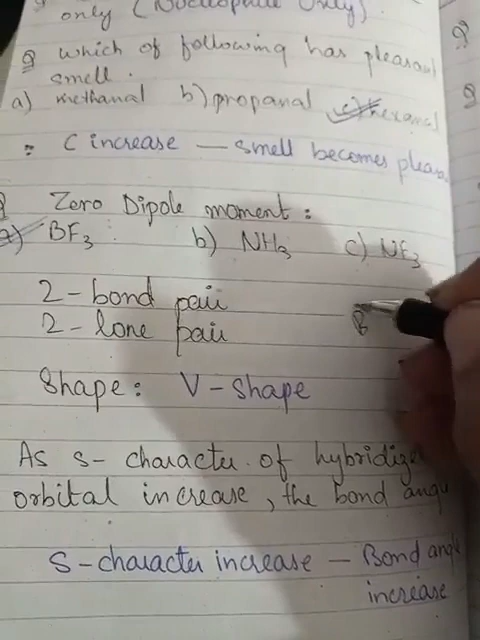 only (Nucleophile Only)
Q which of following has pleasant
smell.
a) methanal b) propanal c) hexanal
: C increase — smell becomes pleasa
Q Zero Dipole moment :
a) BF3 b) NH3 c) NF3
2 - bond pair
2 - lone pair
B
Shape : V - shape
As s - character of hybridize
orbital increase, the bond angl
S - character increase — Bond angle
increase